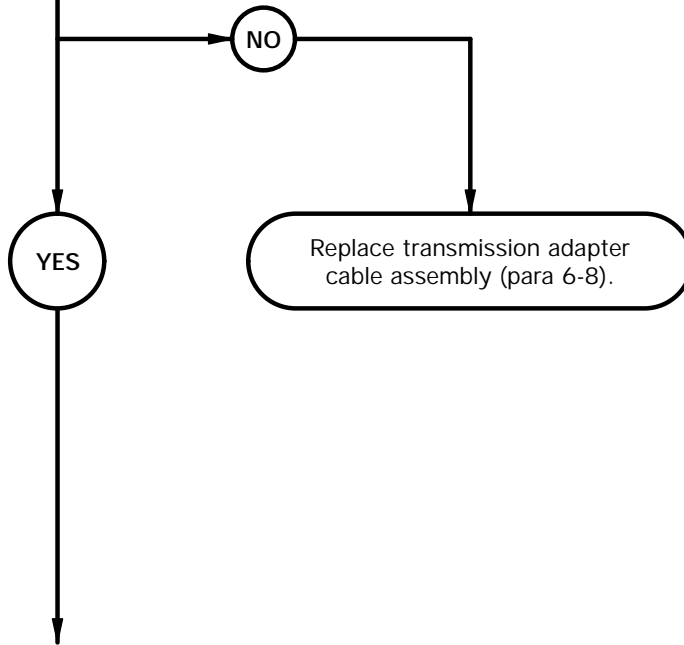 NO
YES
Replace transmission adapter
cable assembly (para 6-8).